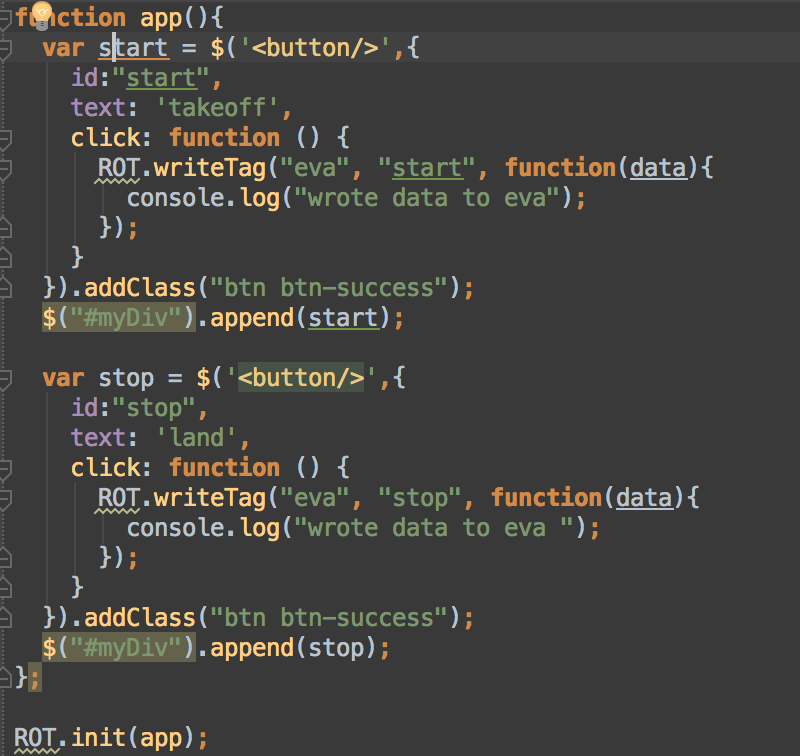 function app(){
var start = $('<button/>',{
id:"start",
text: 'takeoff',
click: function () {
ROT.writeTag("eva", "start", function(data){
console.log("wrote data to eva");
});
}
}).addClass("btn btn-success");
$("#myDiv").append(start);
var stop = $('<button/>',{
id:"stop",
text: 'land',
click: function () {
ROT.writeTag("eva", "stop", function(data){
console.log("wrote data to eva ");
});
}
}).addClass("btn btn-success");
$("#myDiv").append(stop);
};
ROT.init(app);